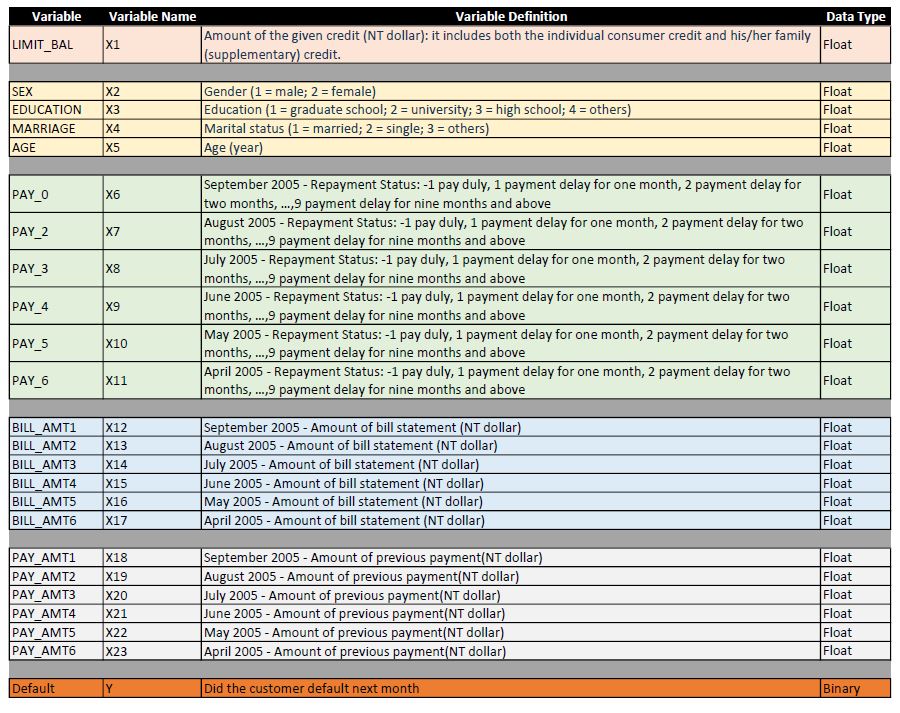 Variable Variable Name Variable Definition Data Type
LIMIT_BAL X1 Amount of the given credit (NT dollar): it includes both the individual consumer credit and his/her family
(supplementary) credit. Float
SEX X2 Gender (1 = male; 2 = female) Float
EDUCATION X3 Education (1 = graduate school; 2 = university; 3 = high school; 4 = others) Float
MARRIAGE X4 Marital status (1 = married; 2 = single; 3 = others) Float
AGE X5 Age (year) Float
PAY_0 X6 September 2005 - Repayment Status: -1 pay duly, 1 payment delay for one month, 2 payment delay for
two months, ...,9 payment delay for nine months and above Float
PAY_2 X7 August 2005 - Repayment Status: -1 pay duly, 1 payment delay for one month, 2 payment delay for two
months, ...,9 payment delay for nine months and above Float
PAY_3 X8 July 2005 - Repayment Status: -1 pay duly, 1 payment delay for one month, 2 payment delay for two
months, ...,9 payment delay for nine months and above Float
PAY_4 X9 June 2005 - Repayment Status: -1 pay duly, 1 payment delay for one month, 2 payment delay for two
months, ...,9 payment delay for nine months and above Float
PAY_5 X10 May 2005 - Repayment Status: -1 pay duly, 1 payment delay for one month, 2 payment delay for two
months, ...,9 payment delay for nine months and above Float
PAY_6 X11 April 2005 - Repayment Status: -1 pay duly, 1 payment delay for one month, 2 payment delay for two
months, ...,9 payment delay for nine months and above Float
BILL_AMT1 X12 September 2005 - Amount of bill statement (NT dollar) Float
BILL_AMT2 X13 August 2005 - Amount of bill statement (NT dollar) Float
BILL_AMT3 X14 July 2005 - Amount of bill statement (NT dollar) Float
BILL_AMT4 X15 June 2005 - Amount of bill statement (NT dollar) Float
BILL_AMT5 X16 May 2005 - Amount of bill statement (NT dollar) Float
BILL_AMT6 X17 April 2005 - Amount of bill statement (NT dollar) Float
PAY_AMT1 X18 September 2005 - Amount of previous payment(NT dollar) Float
PAY_AMT2 X19 August 2005 - Amount of previous payment(NT dollar) Float
PAY_AMT3 X20 July 2005 - Amount of previous payment(NT dollar) Float
PAY_AMT4 X21 June 2005 - Amount of previous payment(NT dollar) Float
PAY_AMT5 X22 May 2005 - Amount of previous payment(NT dollar) Float
PAY_AMT6 X23 April 2005 - Amount of previous payment(NT dollar) Float
Default Y Did the customer default next month Binary